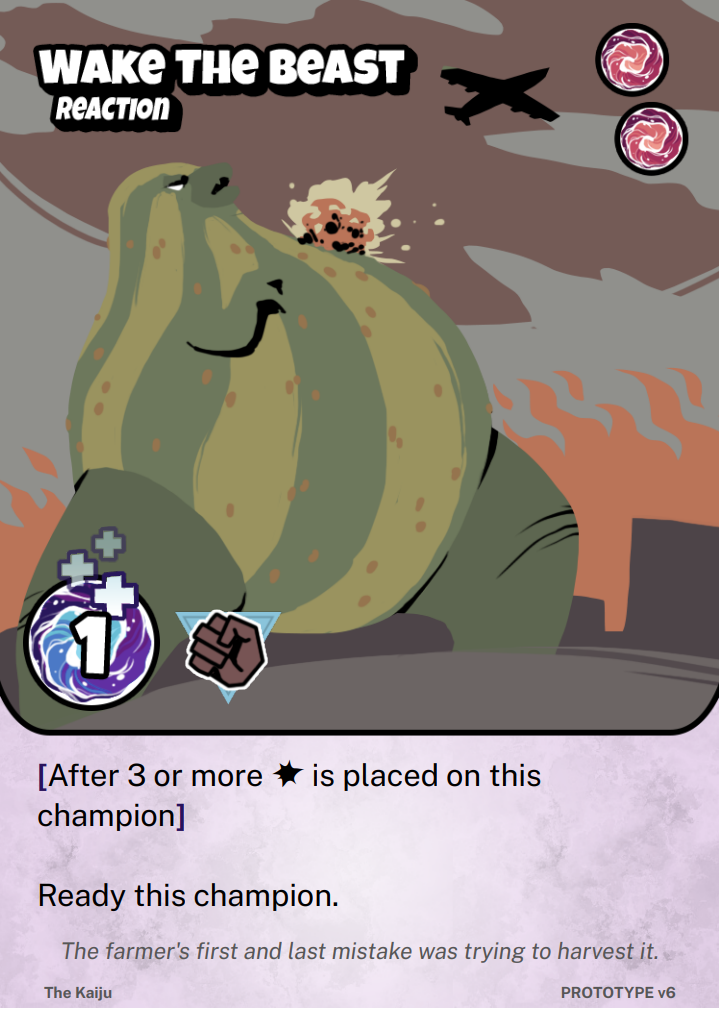 WAKE THE BEAST
REACTION
1
[After 3 or more ✸ is placed on this
champion]
Ready this champion.
The farmer's first and last mistake was trying to harvest it.
The Kaiju
PROTOTYPE v6